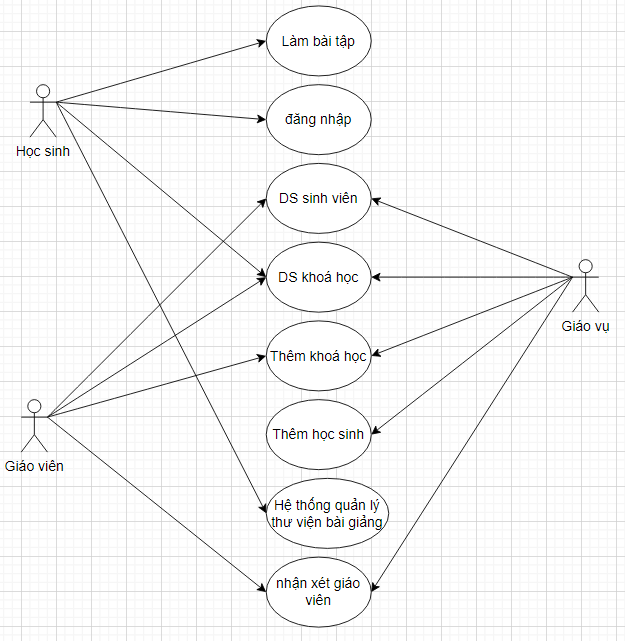 Làm bài tập
đăng nhập
Học sinh
DS sinh viên
DS khoá học
Giáo vụ
Thêm khoá học
Thêm học sinh
Giáo viên
Hệ thống quản lý
thư viện bài giảng
nhận xét giáo
viên